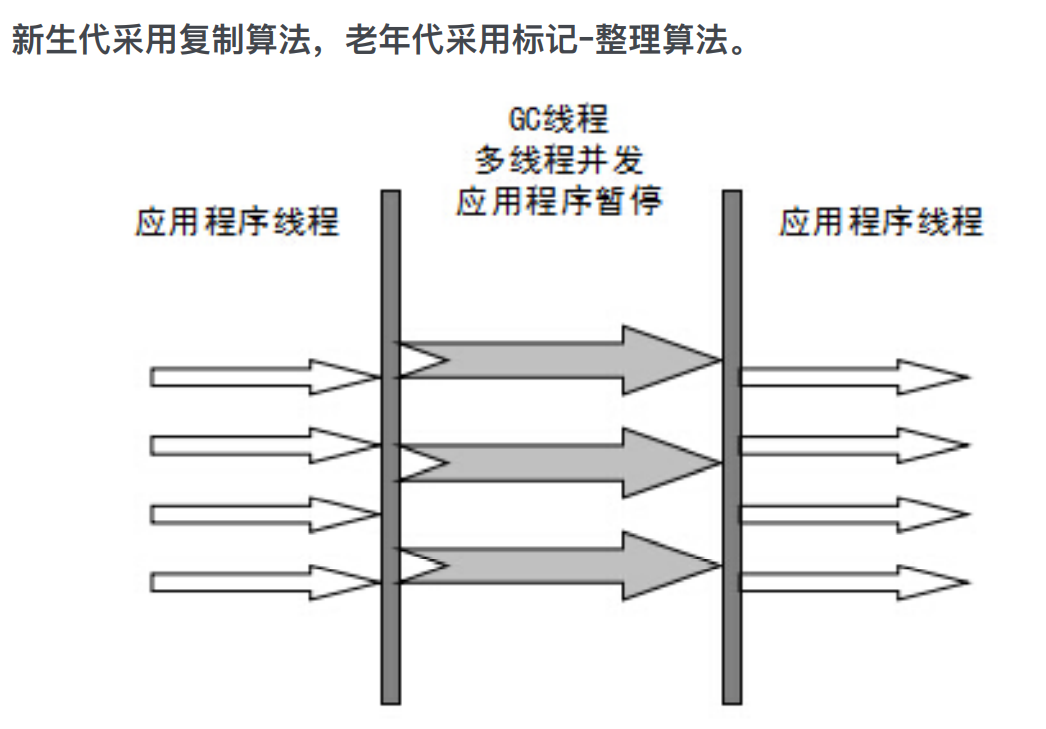 新生代采用复制算法，老年代采用标记-整理算法。
GC线程
多线程并发
应用程序暂停
应用程序线程
应用程序线程